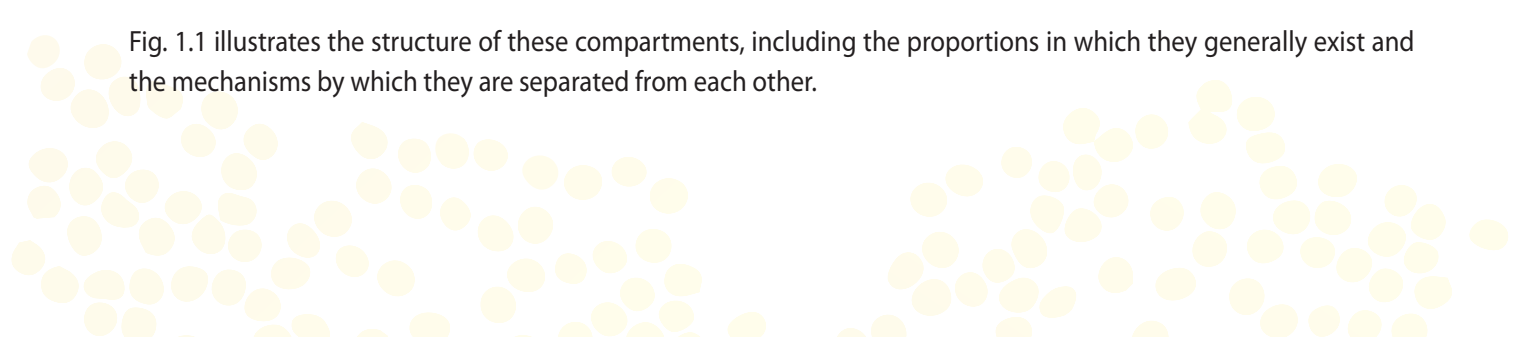 Fig. 1.1 illustrates the structure of these compartments, including the proportions in which they generally exist and
the mechanisms by which they are separated from each other.